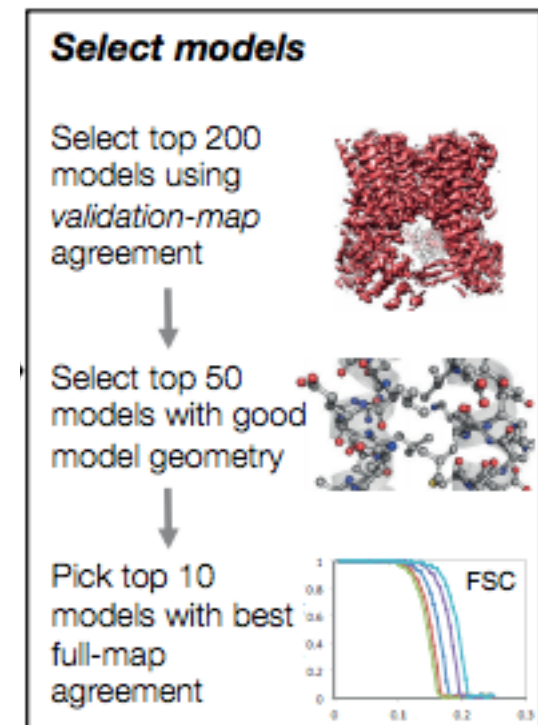 Select models
Select top 200
models using
validation-map
agreement
Select top 50
models with good
model geometry
Pick top 10
models with best
full-map
agreement
FSC
1
0.8
0.6
0.4
0.2
0
0
0.1
0.2
0.3